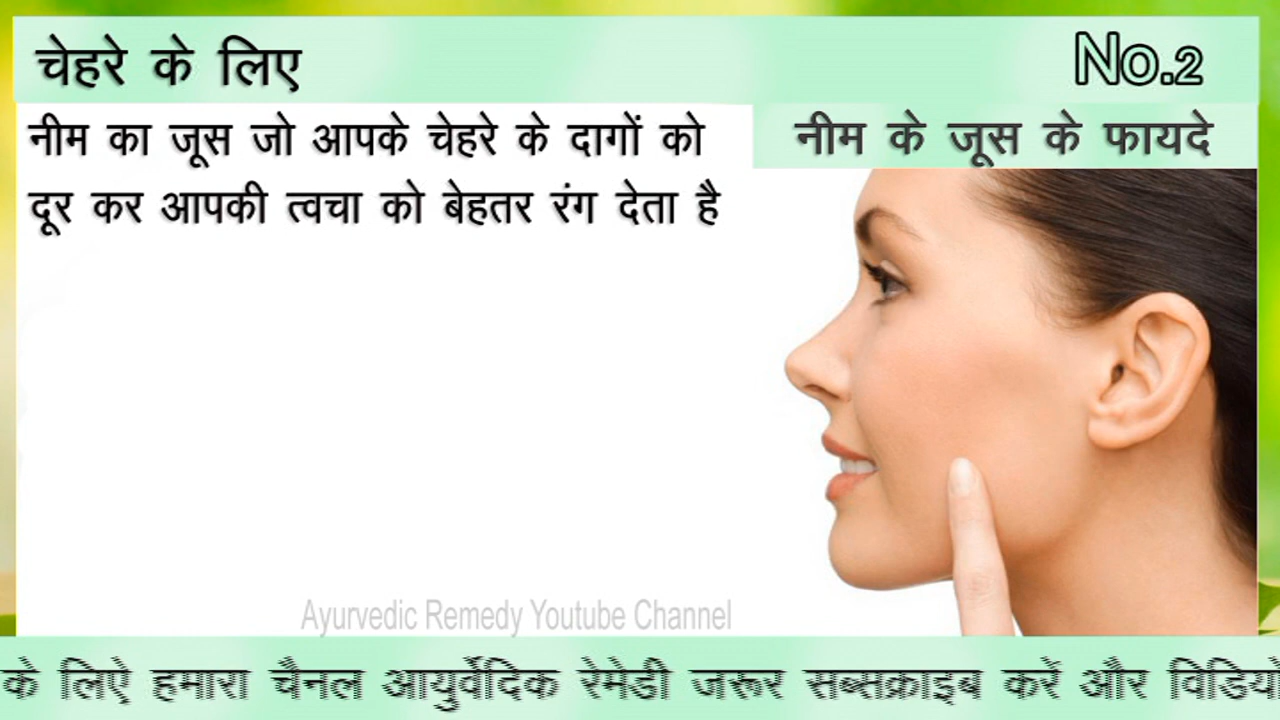 चेहरे के लिए
No.2
नीम के जूस के फायदे
नीम का जूस जो आपके चेहरे के दागों को
दूर कर आपकी त्वचा को बेहतर रंग देता है
Ayurvedic Remedy Youtube Channel
के लिऐ हमारा चैनल आयुर्वेदिक रेमेडी जरूर सब्सक्राइब करें और विडियो